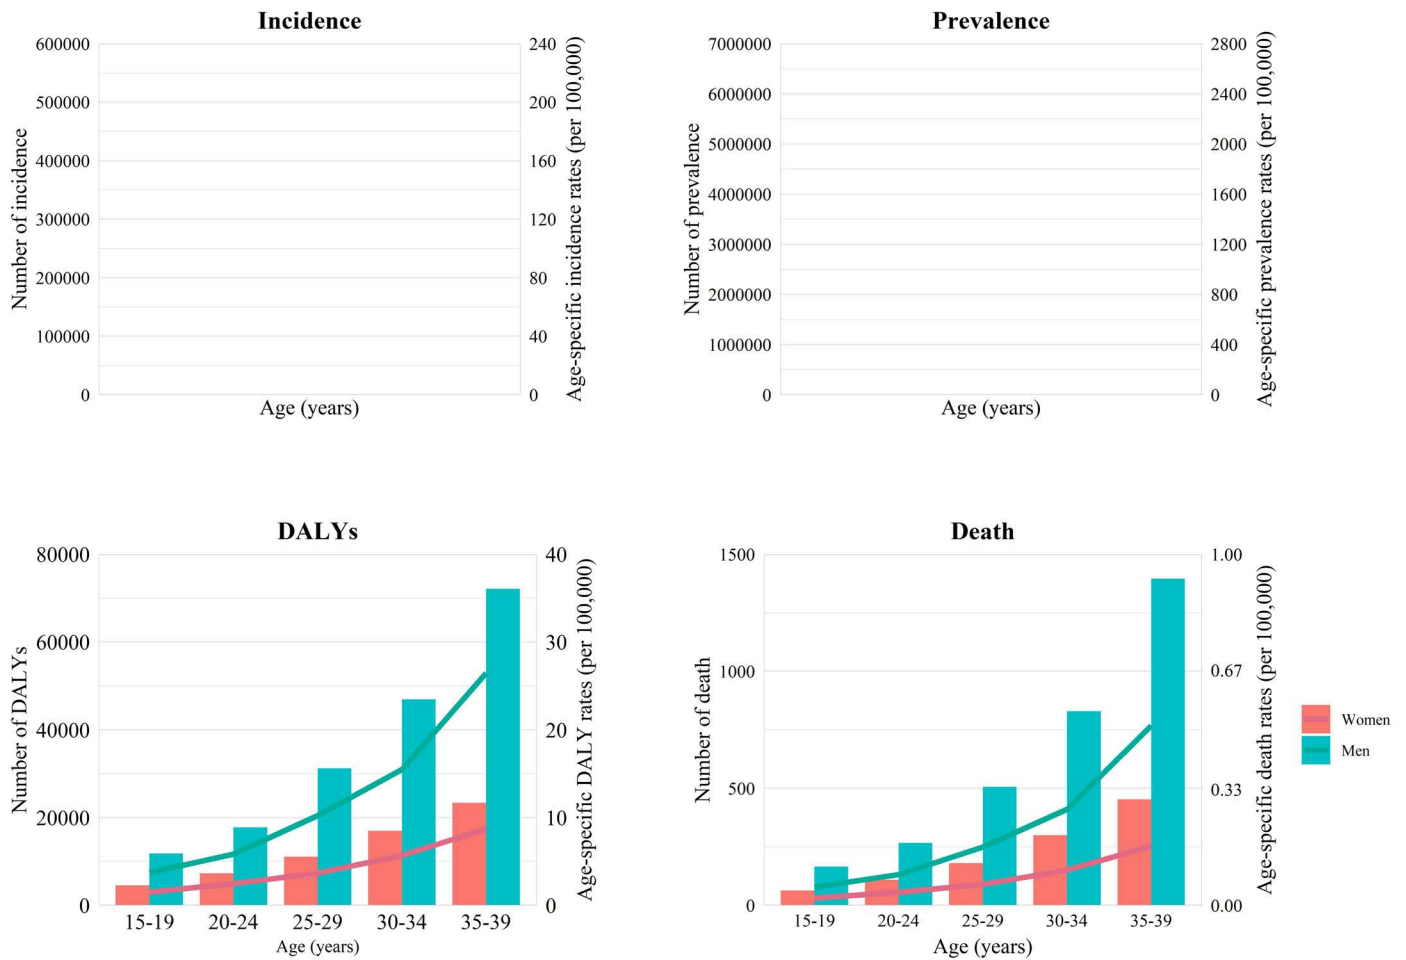 Incidence
Number of incidence
600000
500000
400000
300000
200000
100000
0
240
200
160
120
80
40
0
Age-specific incidence rates (per 100,000)
Age (years)
Prevalence
Number of prevalence
7000000
6000000
5000000
4000000
3000000
2000000
1000000
0
2800
2400
2000
1600
1200
800
400
0
Age-specific prevalence rates (per 100,000)
Age (years)
DALYs
Number of DALYs
80000
60000
40000
20000
0
40
30
20
10
0
Age-specific DALY rates (per 100,000)
15-19 20-24 25-29 30-34 35-39
Age (years)
Death
Number of death
1500
1000
500
0
1.00
0.67
0.33
0.00
Age-specific death rates (per 100,000)
15-19 20-24 25-29 30-34 35-39
Age (years)
Women
Men